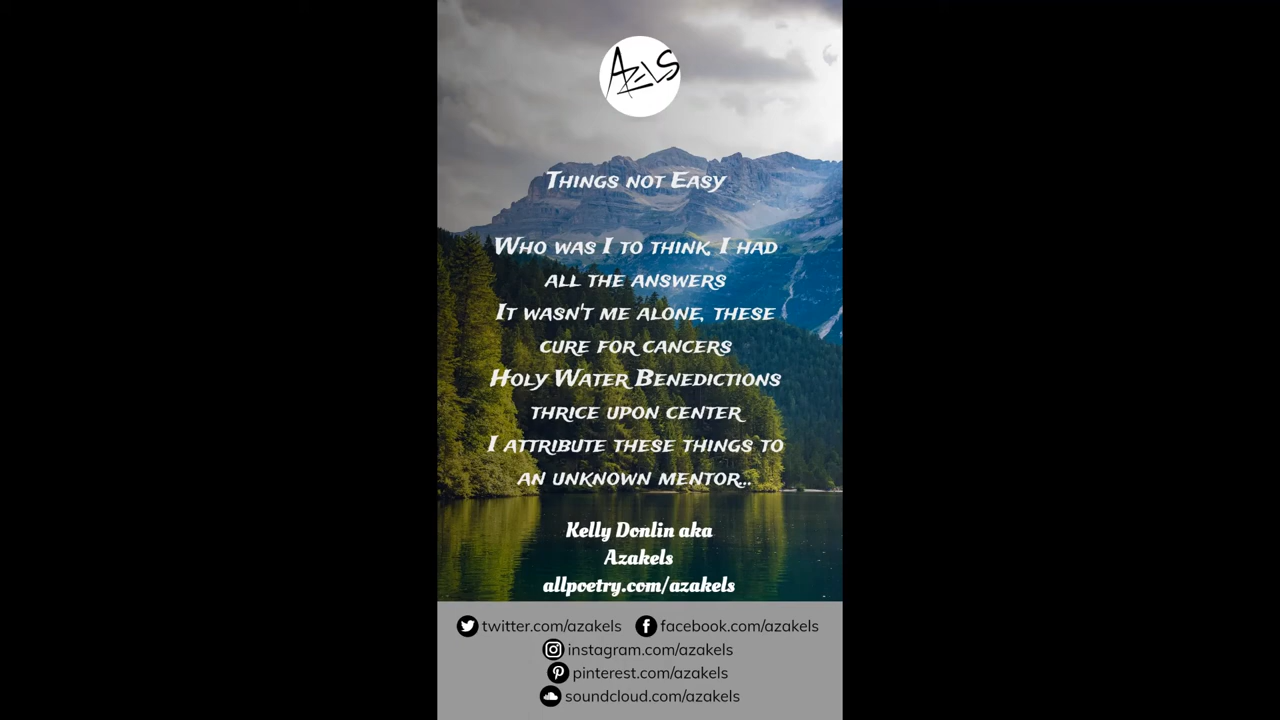 AzeLS
Things not Easy
Who was I to think, I had
all the answers
It wasn't me alone, these
cure for cancers
Holy Water Benedictions
thrice upon center
I attribute these things to
an unknown mentor...
Kelly Donlin aka
Azakels
allpoetry.com/azakels
twitter.com/azakels facebook.com/azakels
instagram.com/azakels
pinterest.com/azakels
soundcloud.com/azakels